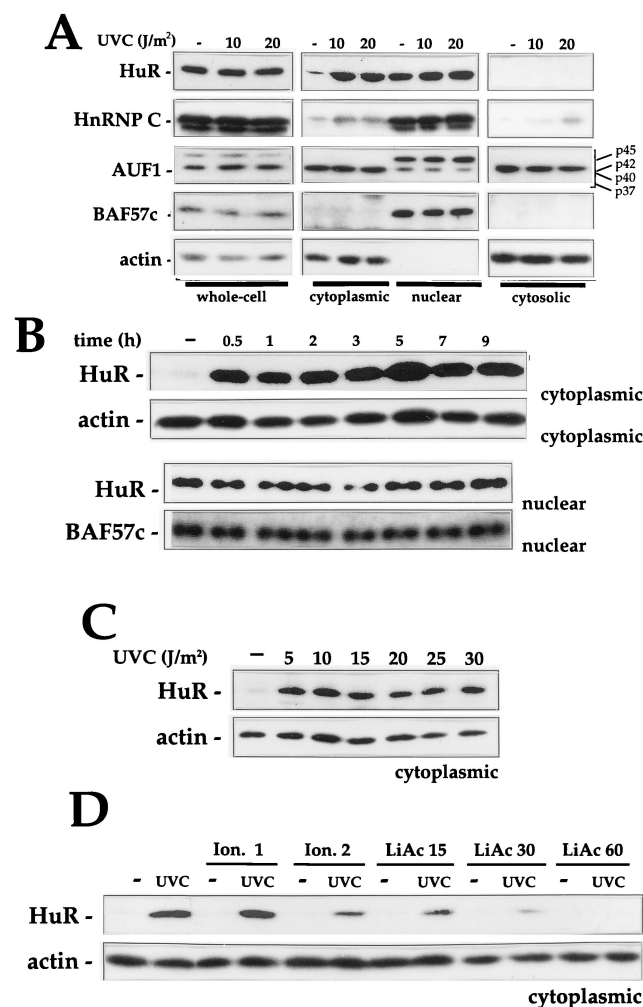 A
UVC (J/m²) - 10 20 - 10 20 - 10 20 - 10 20
HuR -
HnRNP C -
AUF1 -
p45
p42
p40
p37
BAF57c -
actin -
whole-cell cytoplasmic nuclear cytosolic
B
time (h) – 0.5 1 2 3 5 7 9
HuR -
cytoplasmic
actin -
cytoplasmic
HuR -
nuclear
BAF57c -
nuclear
C
UVC (J/m²) – 5 10 15 20 25 30
HuR -
actin -
cytoplasmic
D
Ion. 1 Ion. 2 LiAc 15 LiAc 30 LiAc 60
- UVC - UVC - UVC - UVC - UVC - UVC
HuR -
actin -
cytoplasmic